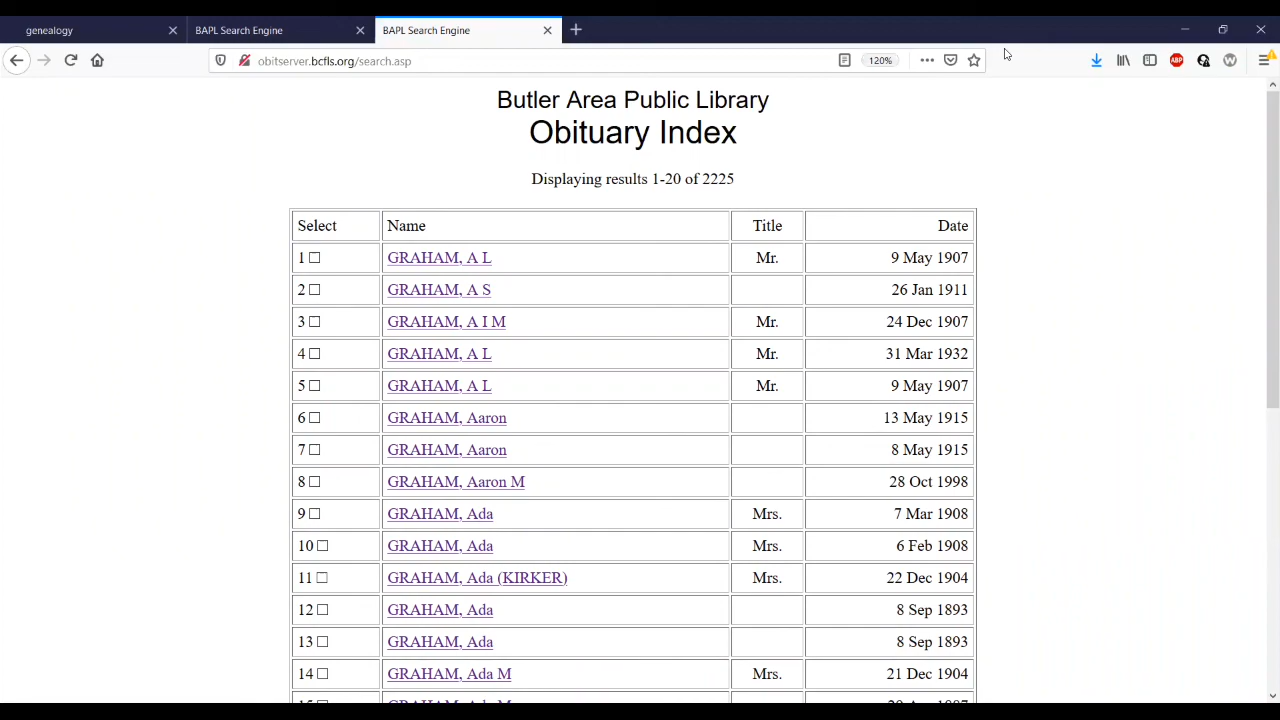 genealogy
BAPL Search Engine
BAPL Search Engine
obitserver.bcfls.org/search.asp
120%
ABP
W
Butler Area Public Library
Obituary Index
Displaying results 1-20 of 2225
Select Name Title Date
1 GRAHAM, A L Mr. 9 May 1907
2 GRAHAM, A S 26 Jan 1911
3 GRAHAM, A I M Mr. 24 Dec 1907
4 GRAHAM, A L Mr. 31 Mar 1932
5 GRAHAM, A L Mr. 9 May 1907
6 GRAHAM, Aaron 13 May 1915
7 GRAHAM, Aaron 8 May 1915
8 GRAHAM, Aaron M 28 Oct 1998
9 GRAHAM, Ada Mrs. 7 Mar 1908
10 GRAHAM, Ada Mrs. 6 Feb 1908
11 GRAHAM, Ada (KIRKER) Mrs. 22 Dec 1904
12 GRAHAM, Ada 8 Sep 1893
13 GRAHAM, Ada 8 Sep 1893
14 GRAHAM, Ada M Mrs. 21 Dec 1904